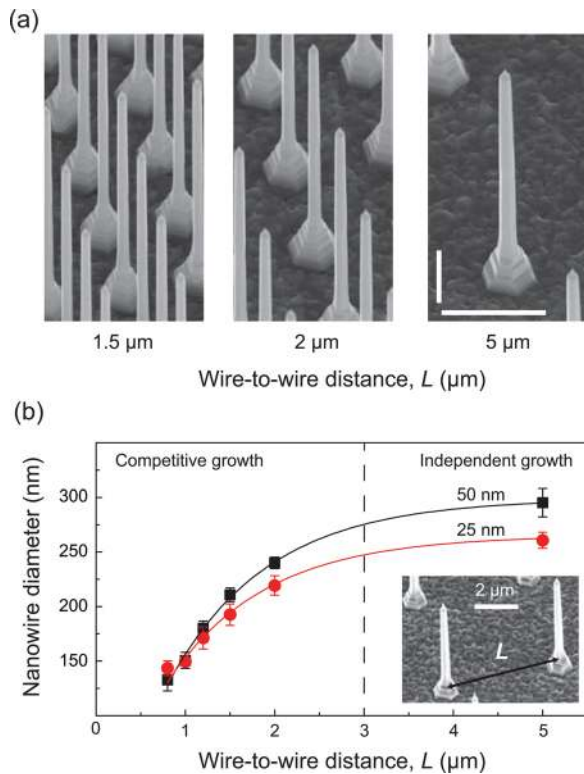 (a)
1.5 µm
2 µm
5 µm
Wire-to-wire distance, L (µm)
(b)
Competitive growth
Independent growth
Nanowire diameter (nm)
300
250
200
150
50 nm
25 nm
2 µm
L
0
1
2
3
4
5
Wire-to-wire distance, L (µm)